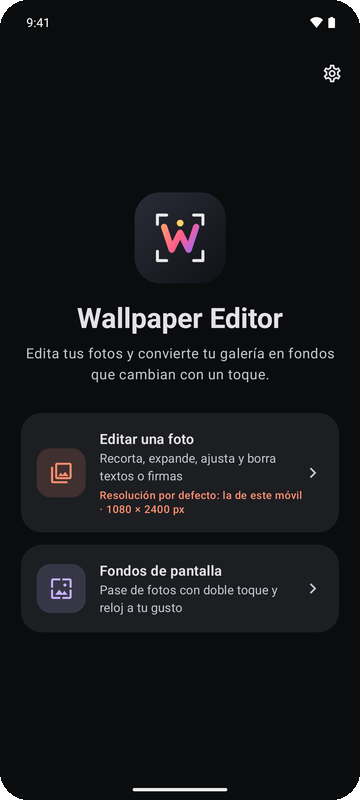 9:41
Wallpaper Editor
Edita tus fotos y convierte tu galería en fondos
que cambian con un toque.
Editar una foto
Recorta, expande, ajusta y borra
textos o firmas
Resolución por defecto: la de este móvil
· 1080 × 2400 px
Fondos de pantalla
Pase de fotos con doble toque y
reloj a tu gusto